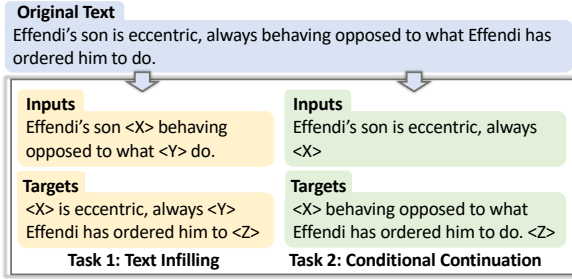 Original Text
Effendi’s son is eccentric, always behaving opposed to what Effendi has
ordered him to do.
Inputs
Effendi’s son <X> behaving
opposed to what <Y> do.
Targets
<X> is eccentric, always <Y>
Effendi has ordered him to <Z>
Task 1: Text Infilling
Inputs
Effendi’s son is eccentric, always
<X>
Targets
<X> behaving opposed to what
Effendi has ordered him to do. <Z>
Task 2: Conditional Continuation